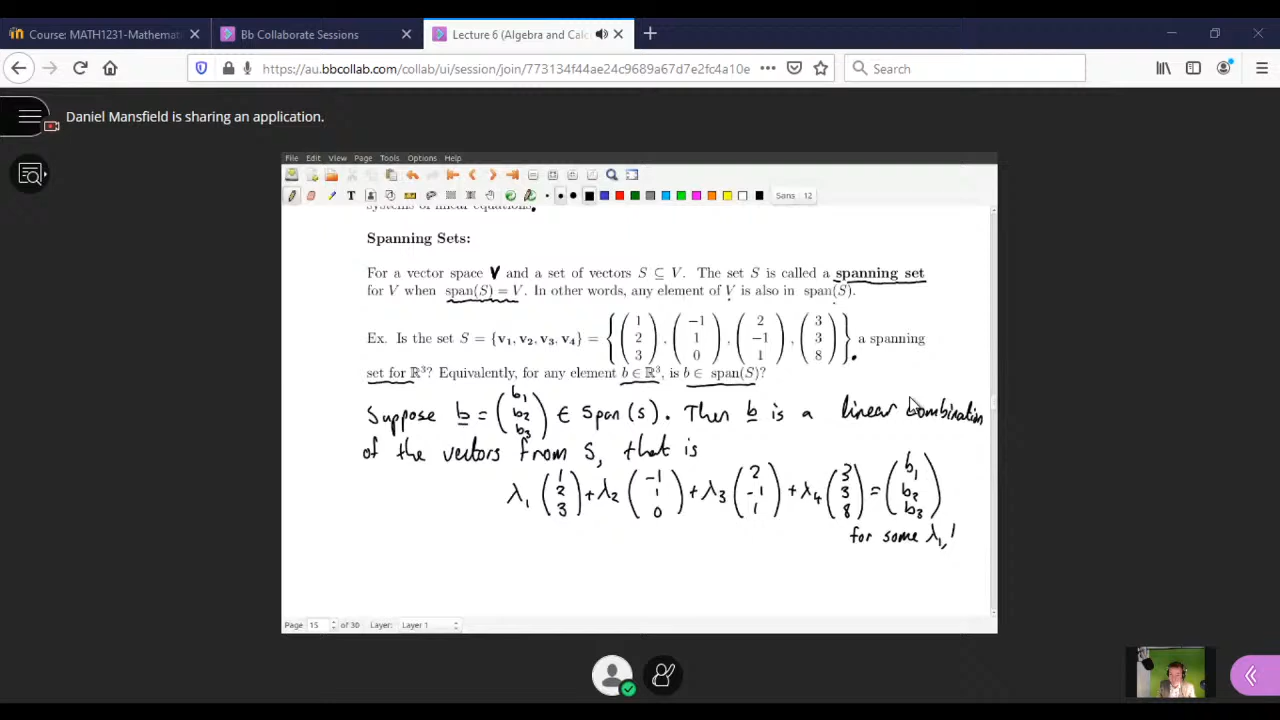 Course: MATH1231-Mathemat
Bb Collaborate Sessions
Lecture 6 (Algebra and Calc
https://au.bbcollab.com/collab/ui/session/join/773134f44ae24c9689a67d7e2fc4a10e
Search
Daniel Mansfield is sharing an application.
File Edit View Page Tools Options Help
Sans 12
systems of linear equations.
Spanning Sets:
For a vector space V and a set of vectors S ⊆ V. The set S is called a spanning set
for V when span(S) = V. In other words, any element of V is also in span(S).
Ex. Is the set S = {v₁, v₂, v₃, v₄} = { (1 2 3), (−1 1 0), (2 −1 1), (3 3 8) }. a spanning
set for ℝ³? Equivalently, for any element b ∈ ℝ³, is b ∈ span(S)?
Suppose b = (b₁ b₂ b₃) ∈ Span(S). Then b is a linear combination
of the vectors from S, that is
λ₁ (1 2 3) + λ₂ (−1 1 0) + λ₃ (2 −1 1) + λ₄ (3 3 8) = (b₁ b₂ b₃)
for some λ₁,
Page 15 of 30 Layer: Layer 1